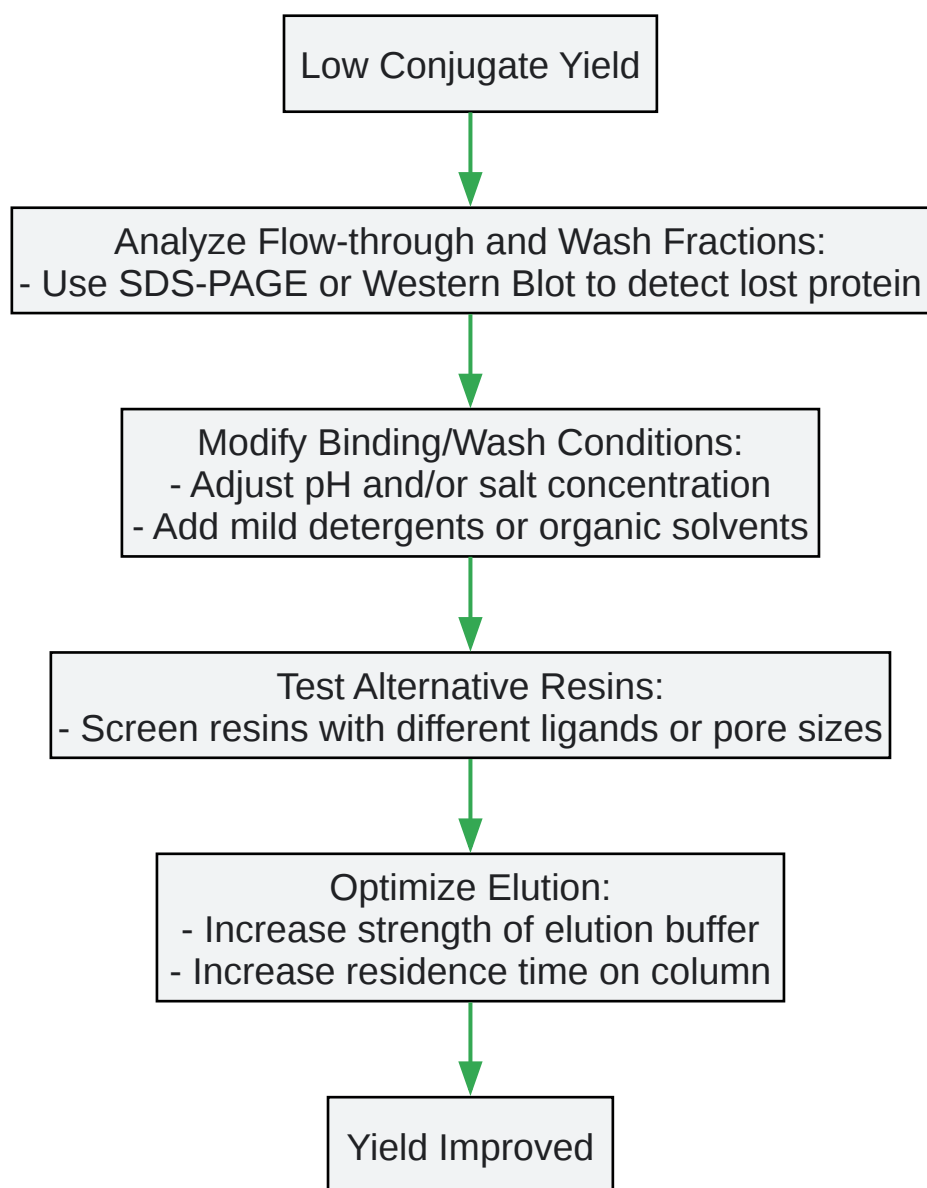 Low Conjugate Yield
Analyze Flow-through and Wash Fractions:
- Use SDS-PAGE or Western Blot to detect lost protein
Modify Binding/Wash Conditions:
- Adjust pH and/or salt concentration
- Add mild detergents or organic solvents
Test Alternative Resins:
- Screen resins with different ligands or pore sizes
Optimize Elution:
- Increase strength of elution buffer
- Increase residence time on column
Yield Improved